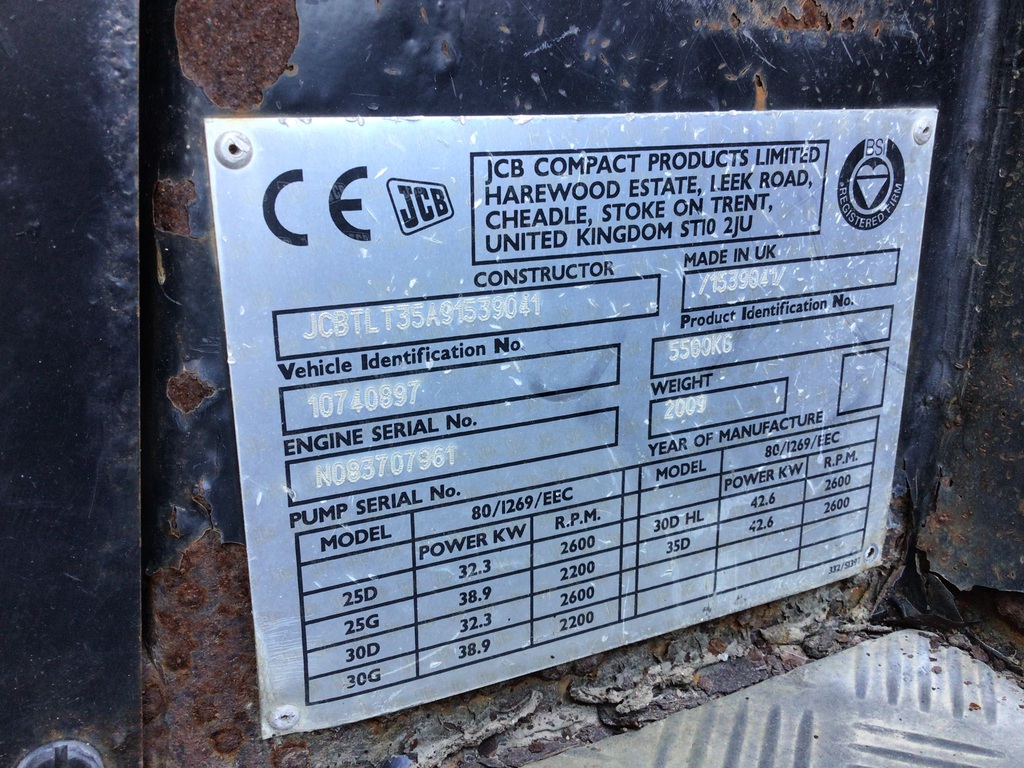 CE
JCB
JCB COMPACT PRODUCTS LIMITED
HAREWOOD ESTATE, LEEK ROAD,
CHEADLE, STOKE ON TRENT,
UNITED KINGDOM ST10 2JU
BSI
REGISTERED FIRM
CONSTRUCTOR
MADE IN UK
JCBTLT35A91539041
/1539041/
Vehicle Identification No.
Product Identification No.
10740897
5500KG
ENGINE SERIAL No.
WEIGHT
N083707961
2009
PUMP SERIAL No.
YEAR OF MANUFACTURE
MODEL 80/1269/EEC
POWER KW R.P.M.
25D 32.3 2600
25G 38.9 2200
30D 32.3 2600
30G 38.9 2200
MODEL 80/1269/EEC
POWER KW R.P.M.
30D HL 42.6 2600
35D 42.6 2600